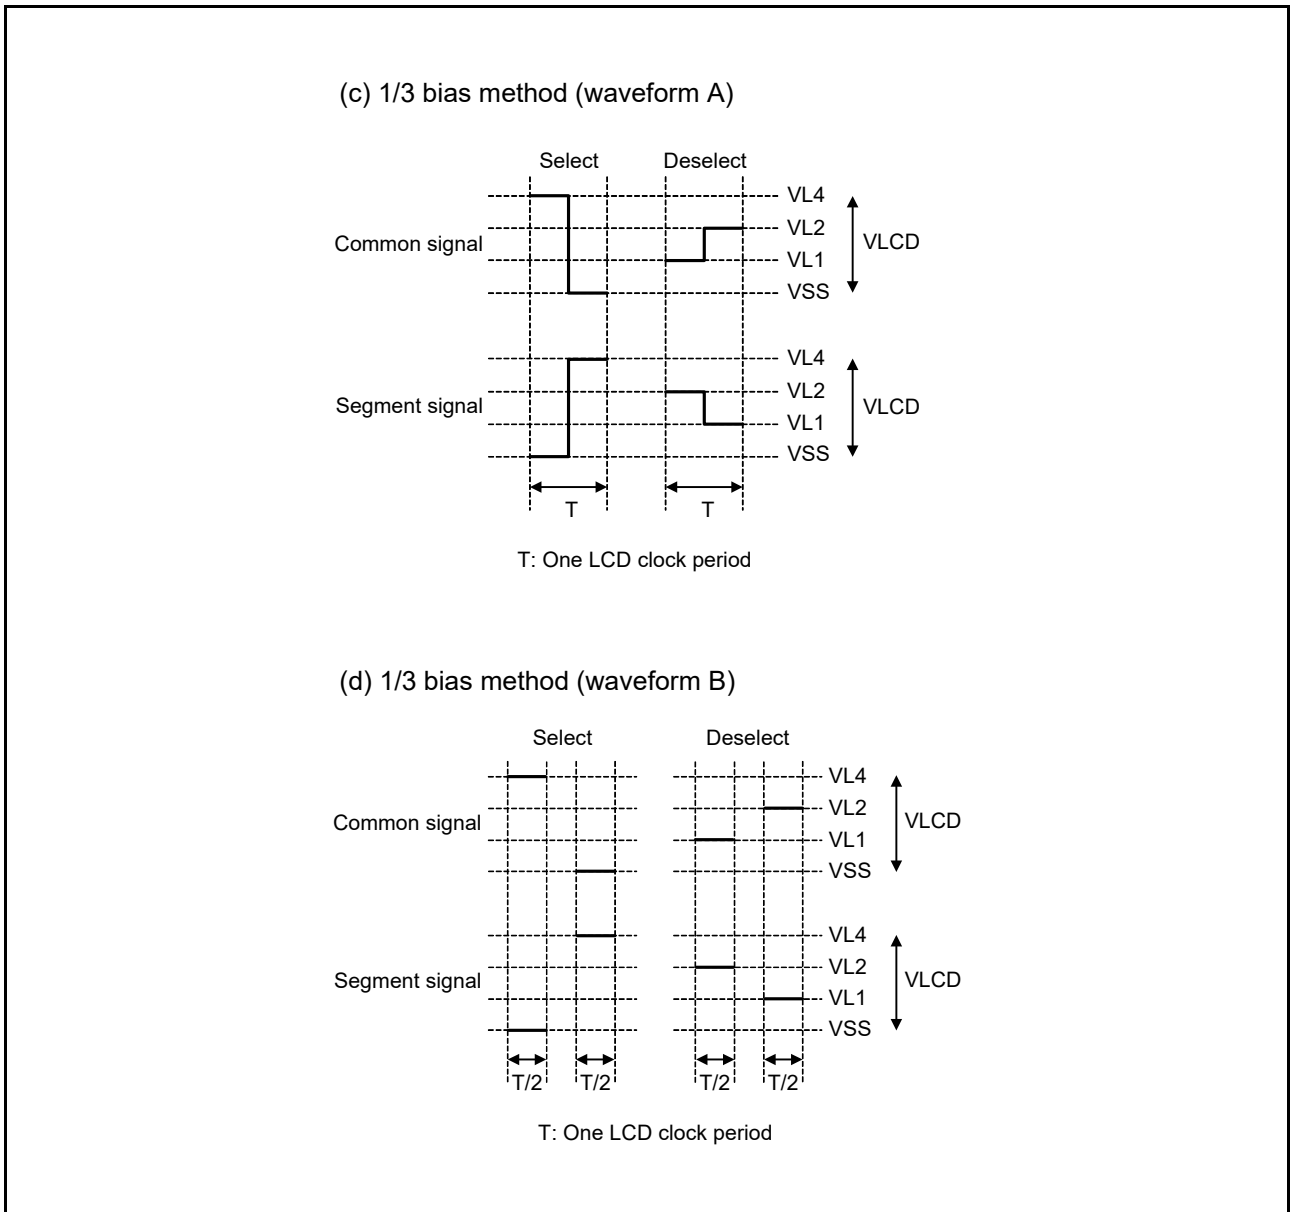 (c) 1/3 bias method (waveform A)
Select Deselect
VL4
VL2
Common signal VLCD
VL1
VSS
VL4
VL2
Segment signal VLCD
VL1
VSS
T T
T: One LCD clock period
(d) 1/3 bias method (waveform B)
Select Deselect
VL4
VL2
Common signal VLCD
VL1
VSS
VL4
VL2
Segment signal VLCD
VL1
VSS
T/2 T/2 T/2 T/2
T: One LCD clock period